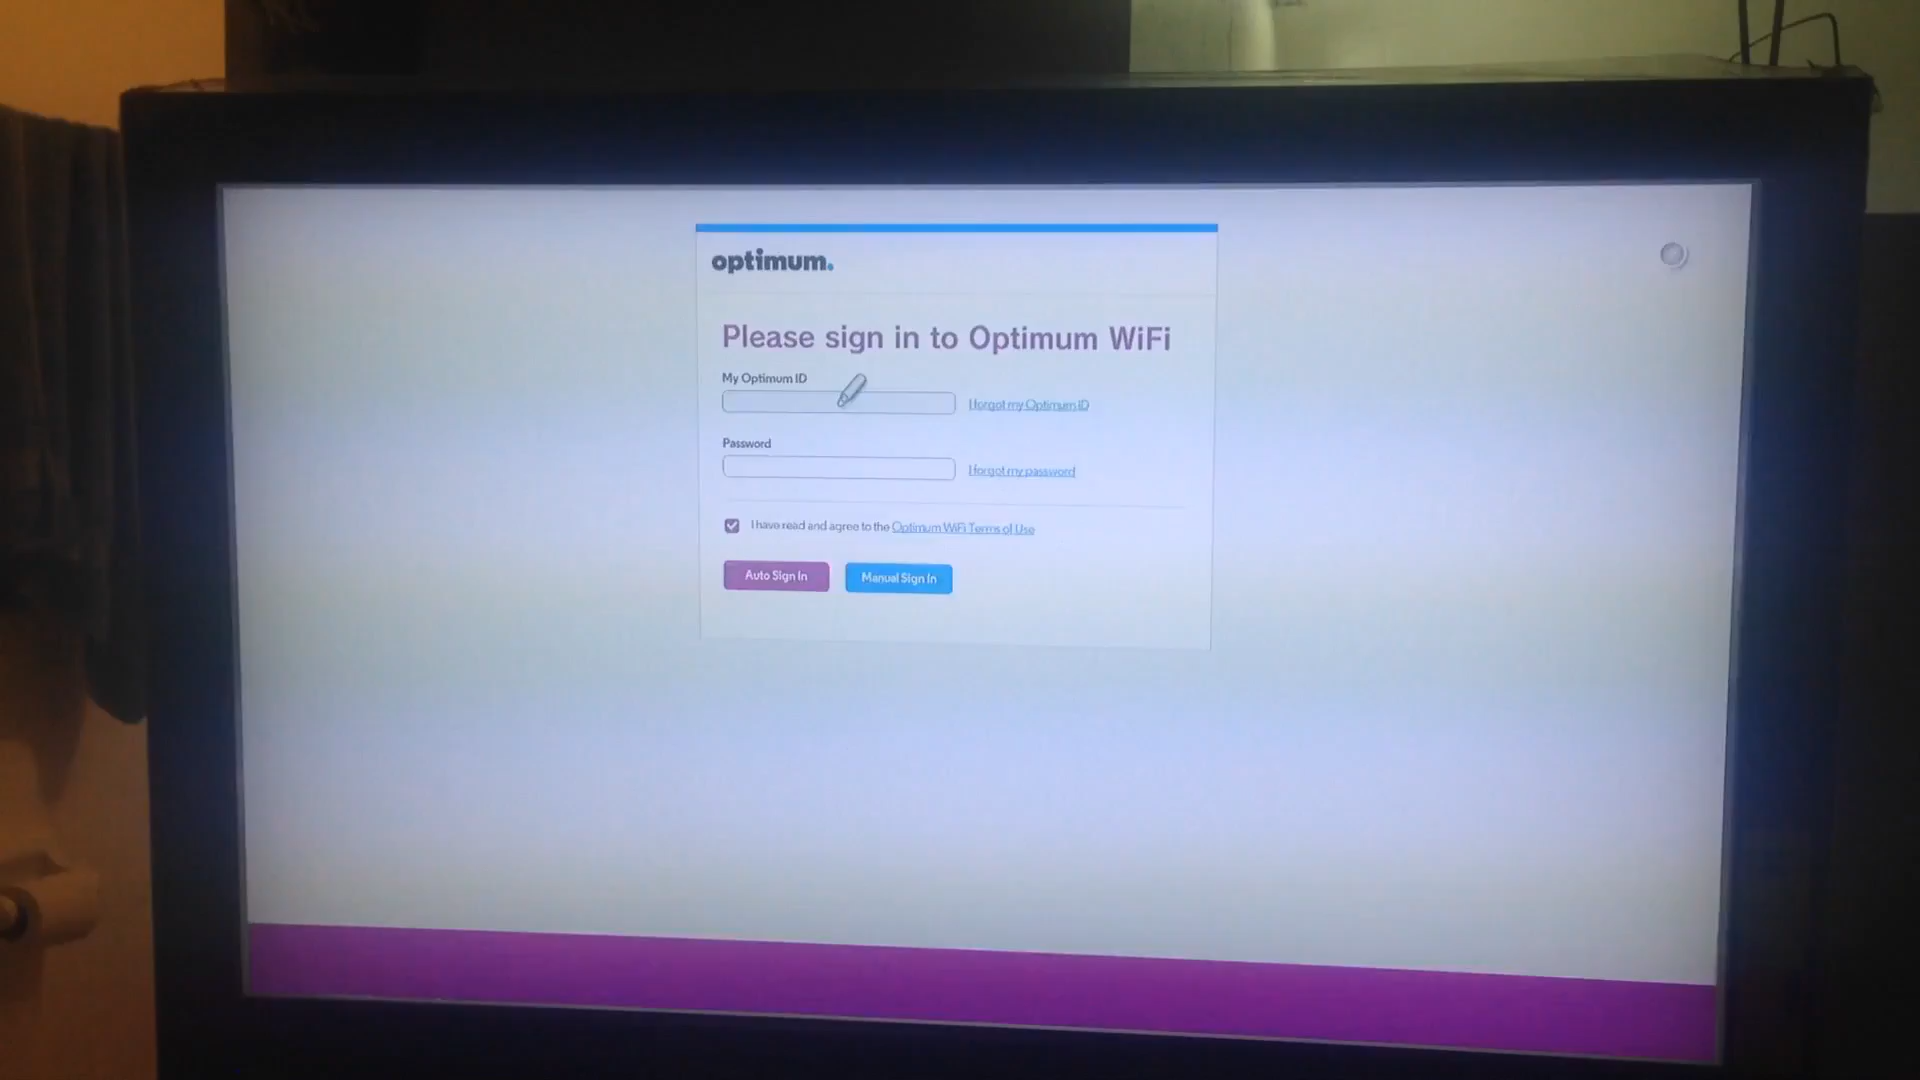 optimum.
Please sign in to Optimum WiFi
My Optimum ID
I forgot my Optimum ID
Password
I forgot my password
I have read and agree to the Optimum WiFi Terms of Use
Auto Sign In
Manual Sign In